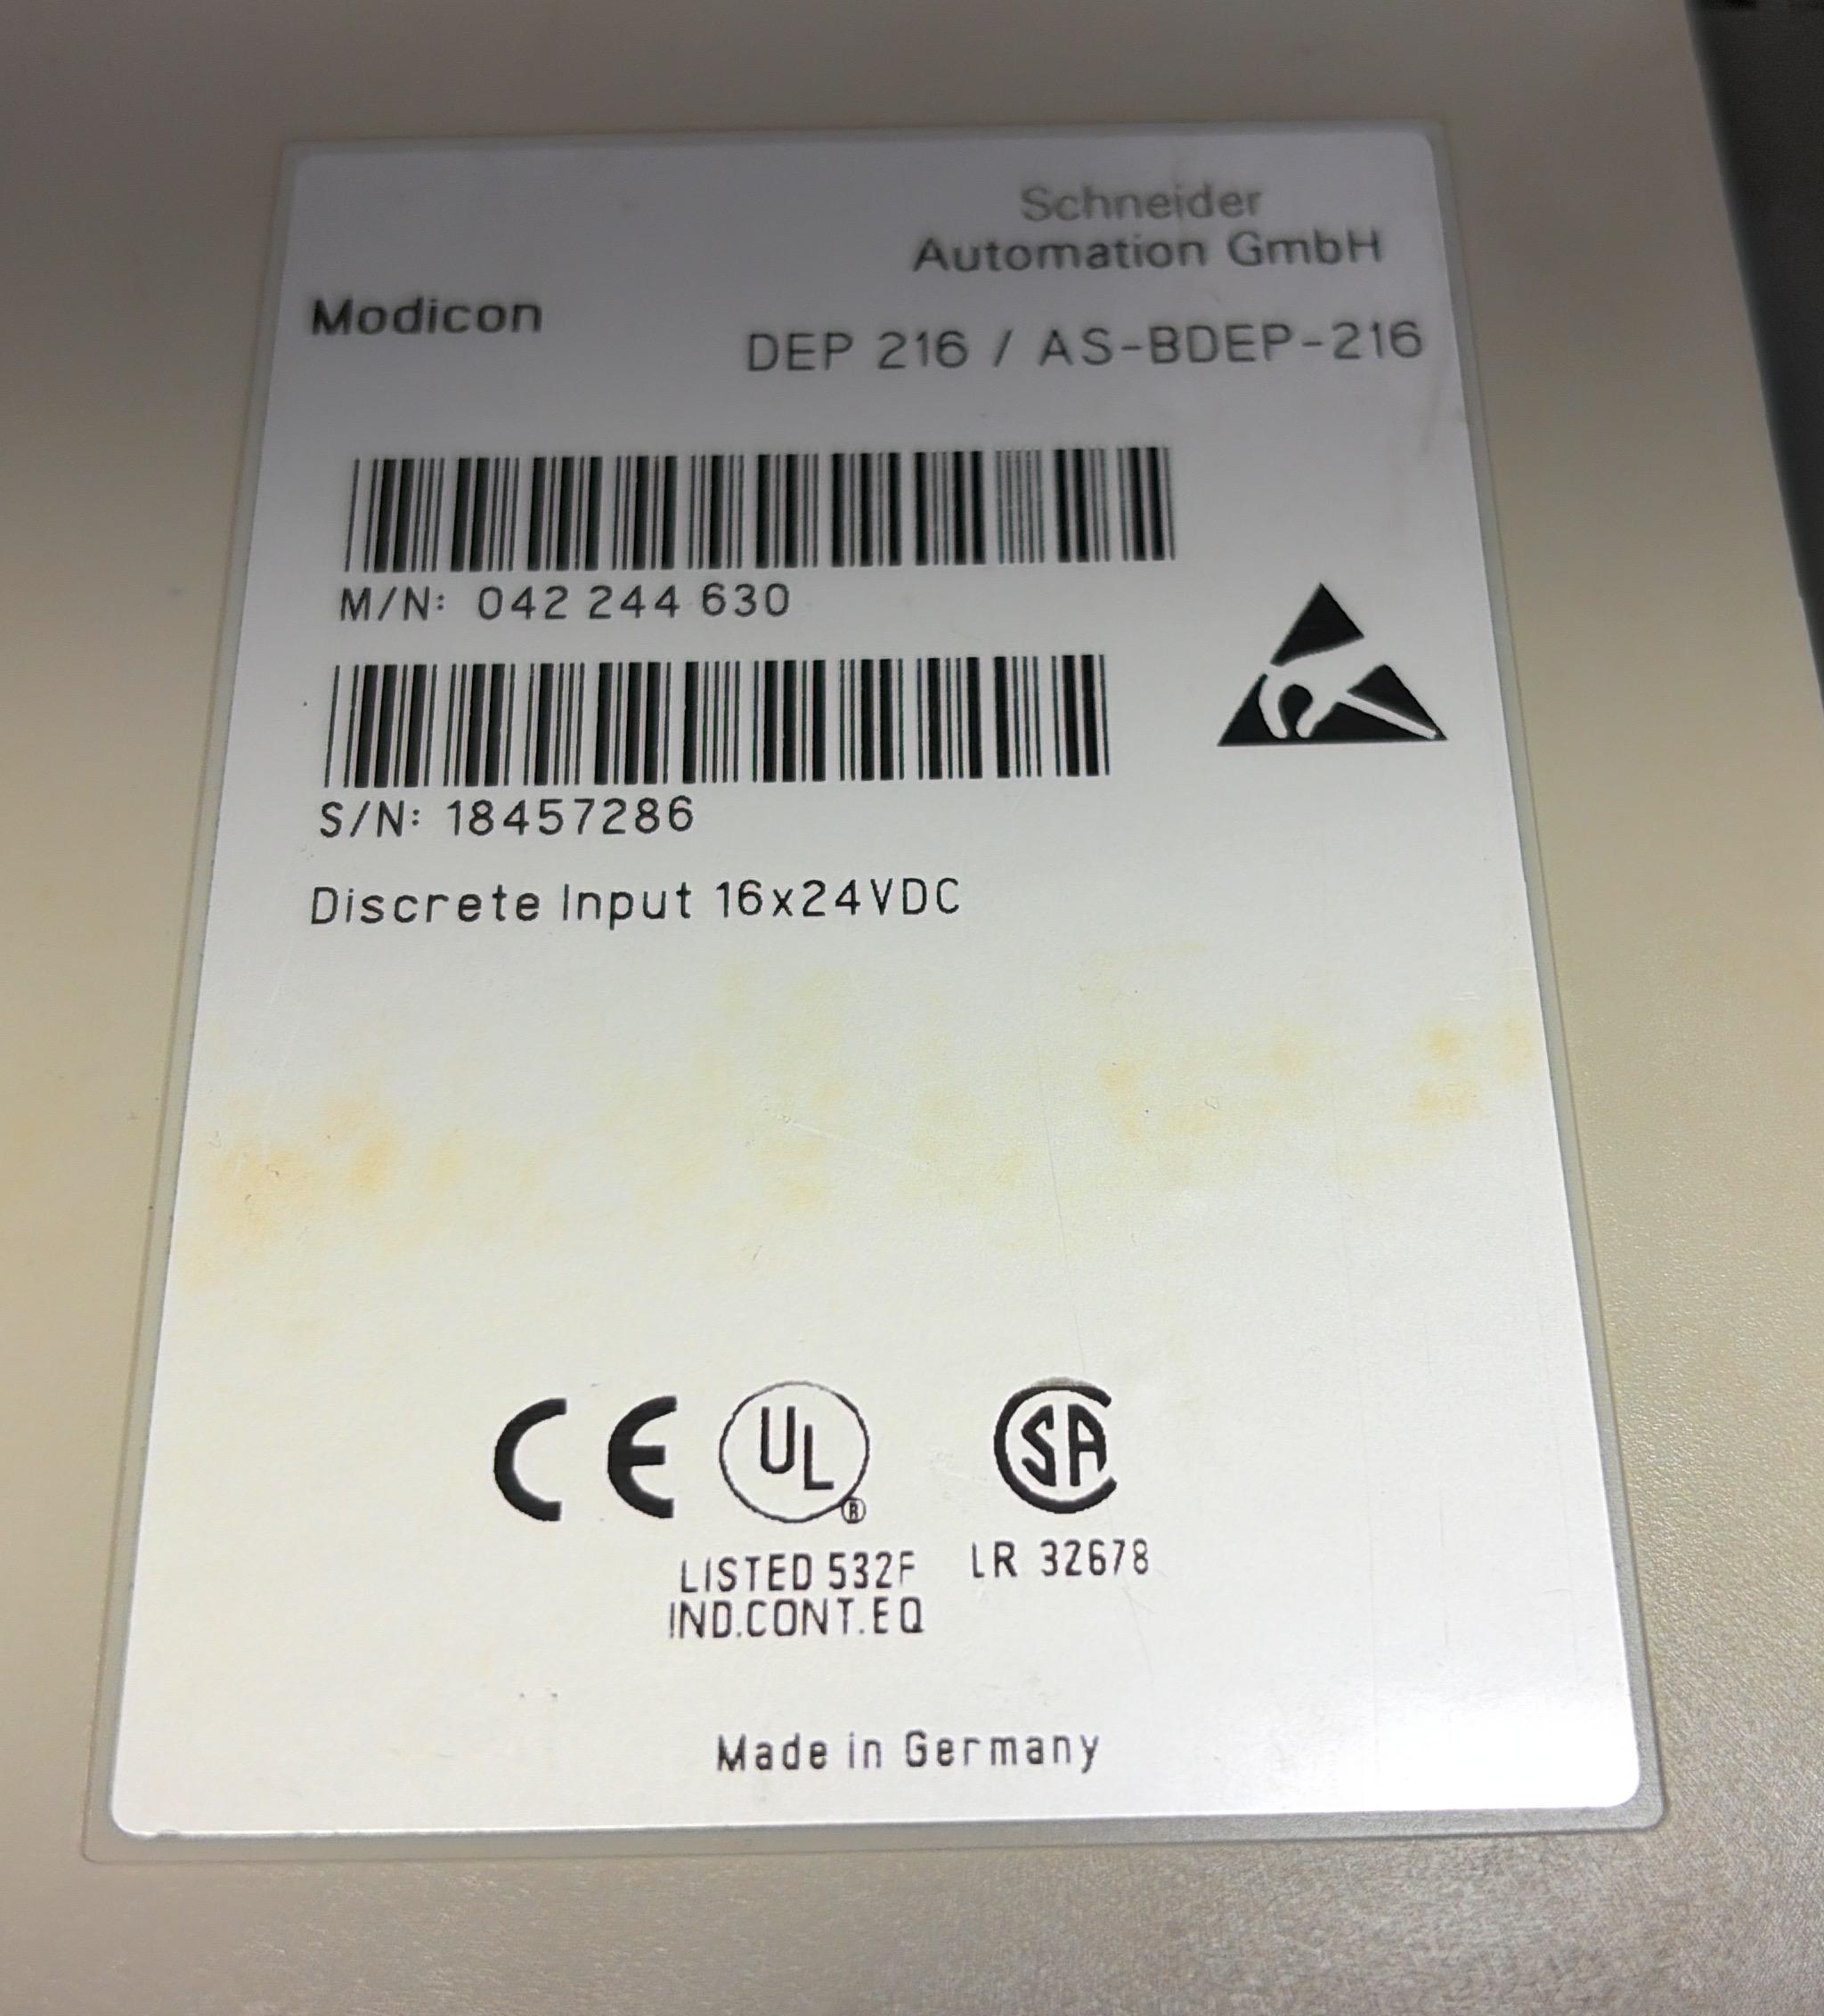 Schneider
Automation GmbH
Modicon
DEP 216 / AS-BDEP-216
M/N: 042 244 630
S/N: 18457286
Discrete Input 16x24VDC
CE UL® CSA
LISTED 532F LR 32678
IND.CONT.EQ
Made in Germany